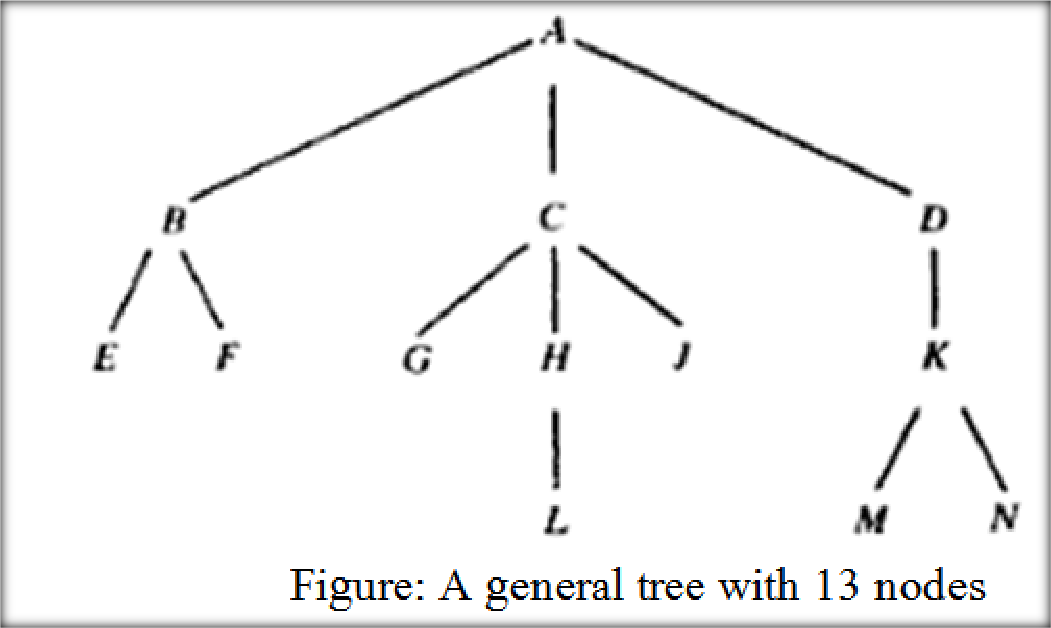 A
B C D
E F G H J K
L M N
Figure: A general tree with 13 nodes